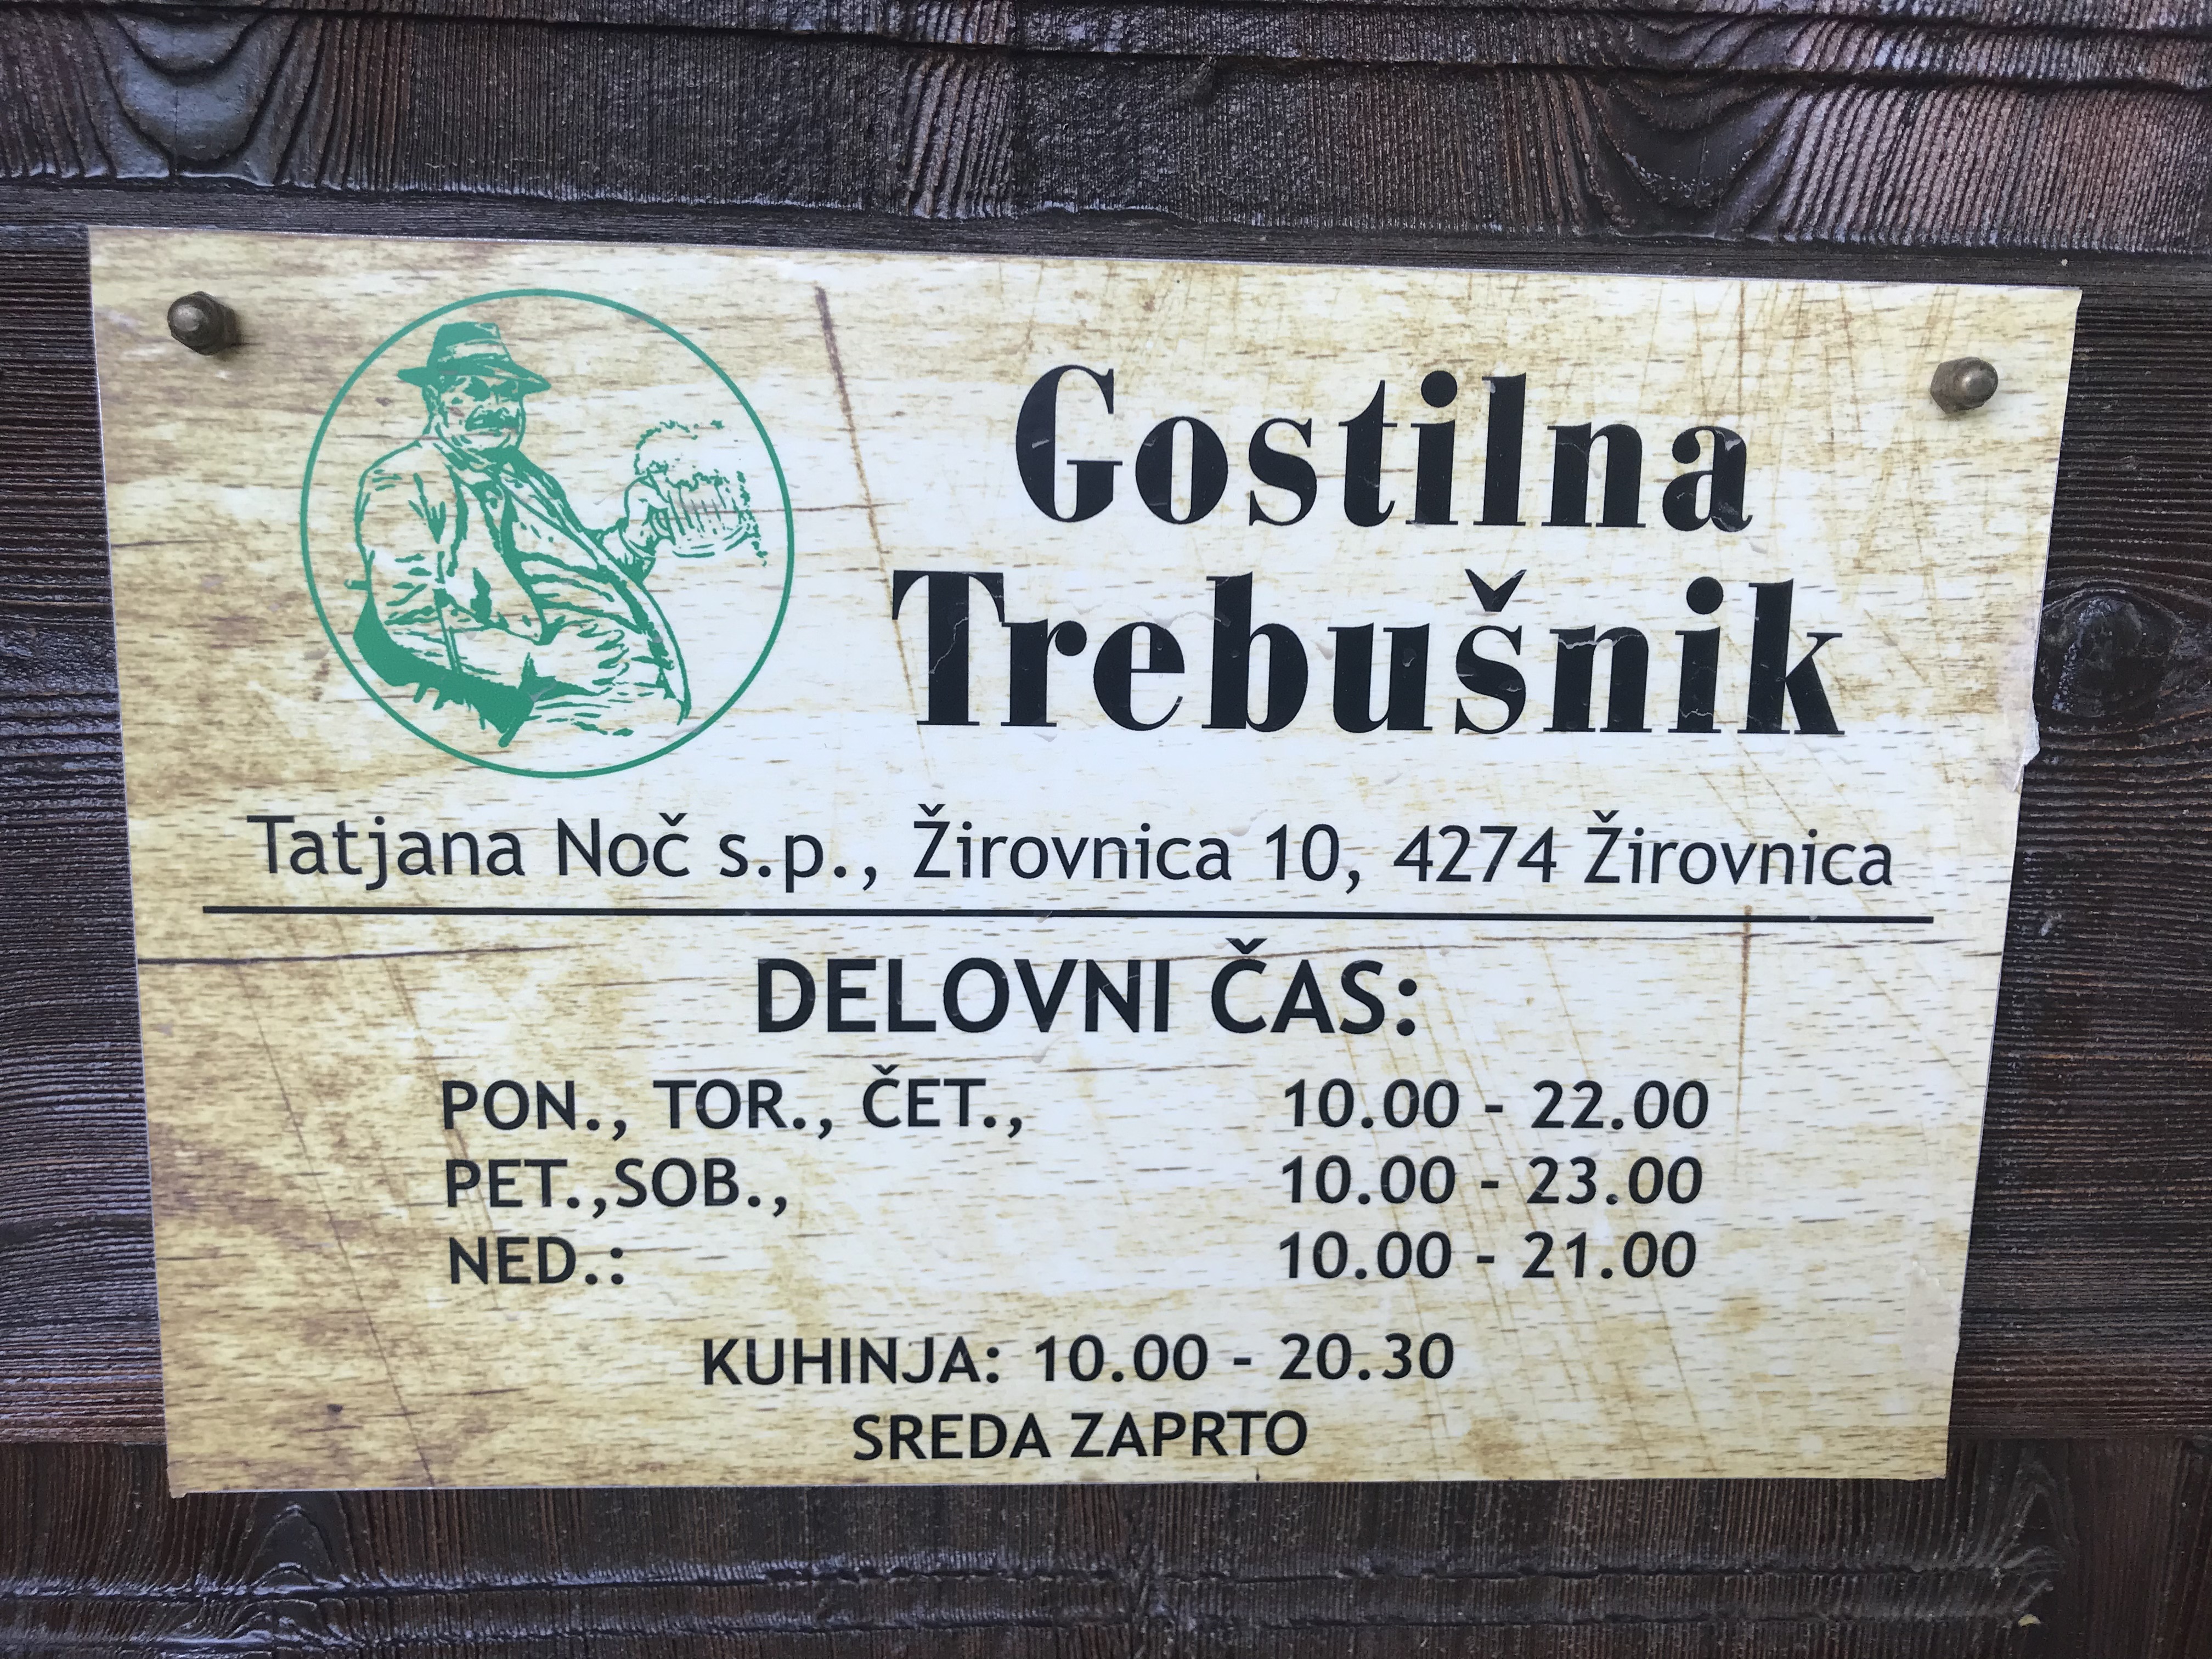 Gostilna
Trebušnik
Tatjana Noč s.p., Žirovnica 10, 4274 Žirovnica
DELOVNI ČAS:
PON., TOR., ČET., 10.00 - 22.00
PET.,SOB., 10.00 - 23.00
NED.: 10.00 - 21.00
KUHINJA: 10.00 - 20.30
SREDA ZAPRTO